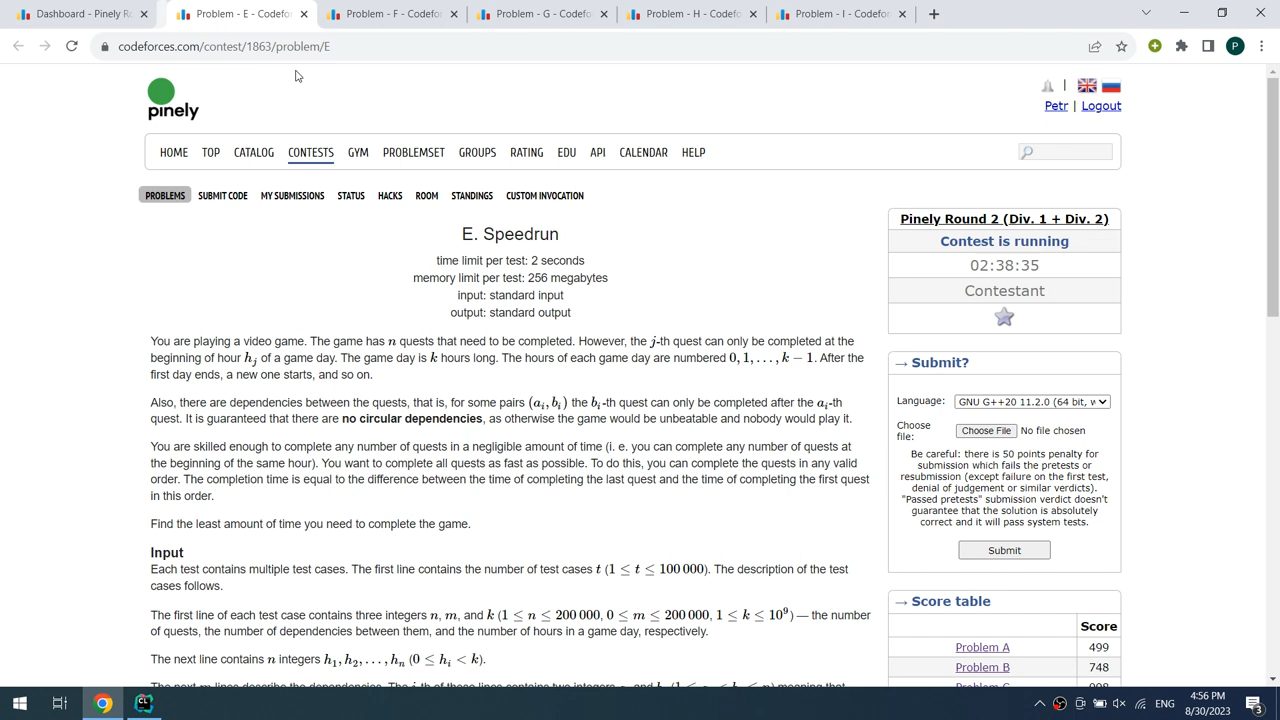 Dashboard - Pinely R
Problem - E - Codefor
Problem - F - Codeforc
Problem - G - Codefor
Problem - H - Codefor
Problem - I - Codeforc
codeforces.com/contest/1863/problem/E
P
pinely
Petr | Logout
HOME TOP CATALOG CONTESTS GYM PROBLEMSET GROUPS RATING EDU API CALENDAR HELP
PROBLEMS SUBMIT CODE MY SUBMISSIONS STATUS HACKS ROOM STANDINGS CUSTOM INVOCATION
E. Speedrun
time limit per test: 2 seconds
memory limit per test: 256 megabytes
input: standard input
output: standard output
You are playing a video game. The game has n quests that need to be completed. However, the j-th quest can only be completed at the
beginning of hour h_j of a game day. The game day is k hours long. The hours of each game day are numbered 0, 1, . . . , k − 1. After the
first day ends, a new one starts, and so on.
Also, there are dependencies between the quests, that is, for some pairs (a_i, b_i) the b_i-th quest can only be completed after the a_i-th
quest. It is guaranteed that there are no circular dependencies, as otherwise the game would be unbeatable and nobody would play it.
You are skilled enough to complete any number of quests in a negligible amount of time (i. e. you can complete any number of quests at
the beginning of the same hour). You want to complete all quests as fast as possible. To do this, you can complete the quests in any valid
order. The completion time is equal to the difference between the time of completing the last quest and the time of completing the first quest
in this order.
Find the least amount of time you need to complete the game.
Input
Each test contains multiple test cases. The first line contains the number of test cases t (1 ≤ t ≤ 100 000). The description of the test
cases follows.
The first line of each test case contains three integers n, m, and k (1 ≤ n ≤ 200 000, 0 ≤ m ≤ 200 000, 1 ≤ k ≤ 10^9) — the number
of quests, the number of dependencies between them, and the number of hours in a game day, respectively.
The next line contains n integers h_1, h_2, . . . , h_n (0 ≤ h_i < k).
Pinely Round 2 (Div. 1 + Div. 2)
Contest is running
02:38:35
Contestant
→ Submit?
Language: GNU G++20 11.2.0 (64 bit, w
Choose file: Choose File No file chosen
Be careful: there is 50 points penalty for
submission which fails the pretests or
resubmission (except failure on the first test,
denial of judgement or similar verdicts).
"Passed pretests" submission verdict doesn't
guarantee that the solution is absolutely
correct and it will pass system tests.
Submit
→ Score table
Score
Problem A 499
Problem B 748
CL
ENG
4:56 PM
8/30/2023
3